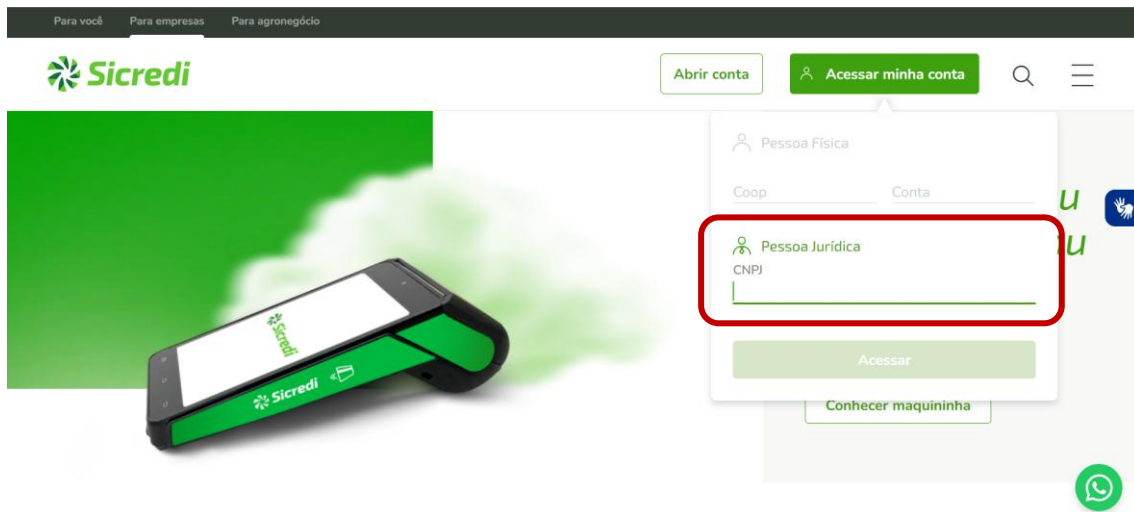 Para você Para empresas Para agronegócio
Sicredi
Abrir conta
Acessar minha conta
Pessoa Física
Coop Conta
Pessoa Jurídica
CNPJ
Acessar
Conhecer maquininha
Sicredi
Sicredi